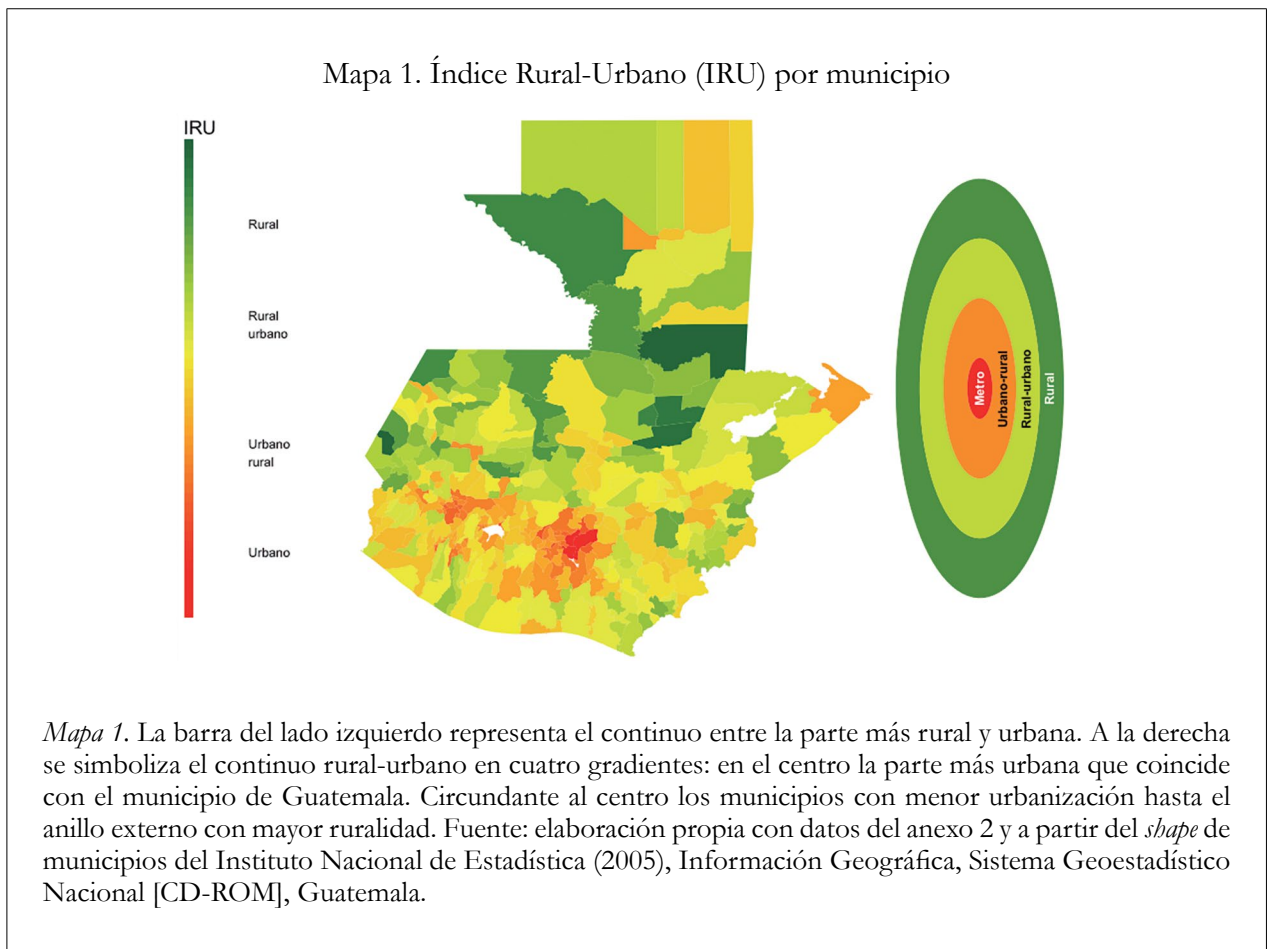 Mapa 1. Índice Rural-Urbano (IRU) por municipio
IRU
Rural
Rural
urbano
Urbano
rural
Urbano
Metro
Urbano-rural
Rural-urbano
Rural
Mapa 1. La barra del lado izquierdo representa el continuo entre la parte más rural y urbana. A la derecha
se simboliza el continuo rural-urbano en cuatro gradientes: en el centro la parte más urbana que coincide
con el municipio de Guatemala. Circundante al centro los municipios con menor urbanización hasta el
anillo externo con mayor ruralidad. Fuente: elaboración propia con datos del anexo 2 y a partir del shape de
municipios del Instituto Nacional de Estadística (2005), Información Geográfica, Sistema Geoestadístico
Nacional [CD-ROM], Guatemala.